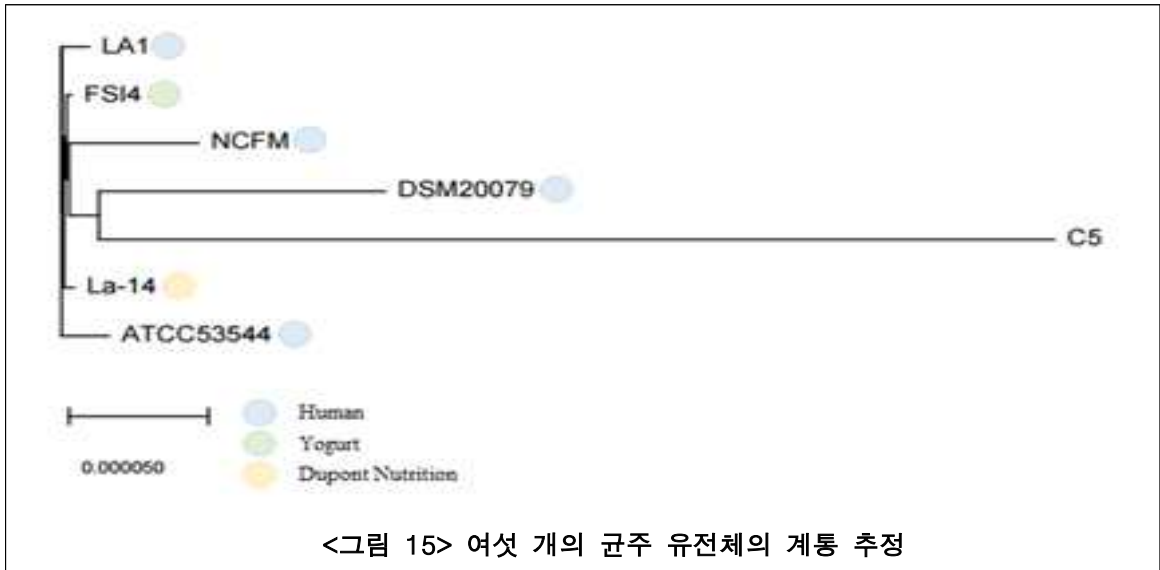 LA1
FSI4
NCFM
DSM20079
C5
La-14
ATCC53544
0.000050
Human
Yogurt
Dupont Nutrition
<그림 15> 여섯 개의 균주 유전체의 계통 추정